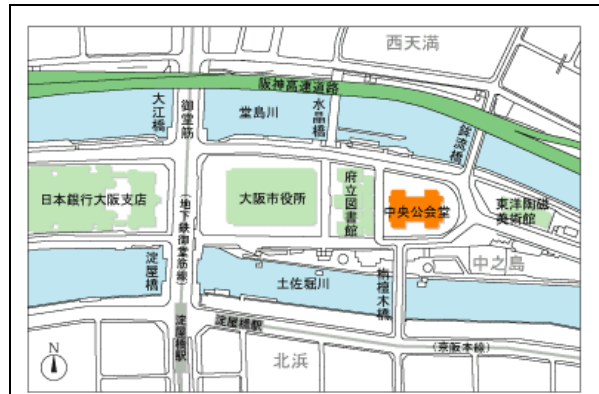 西天満
阪神高速道路
大江橋
御堂筋
堂島川
水晶橋
鉾流橋
日本銀行大阪支店
(地下鉄御堂筋線)
大阪市役所
府立図書館
中央公会堂
東洋陶磁
美術館
中之島
淀屋橋
土佐堀川
栴檀木橋
淀屋橋駅
淀屋橋駅
(京阪本線)
北浜
N